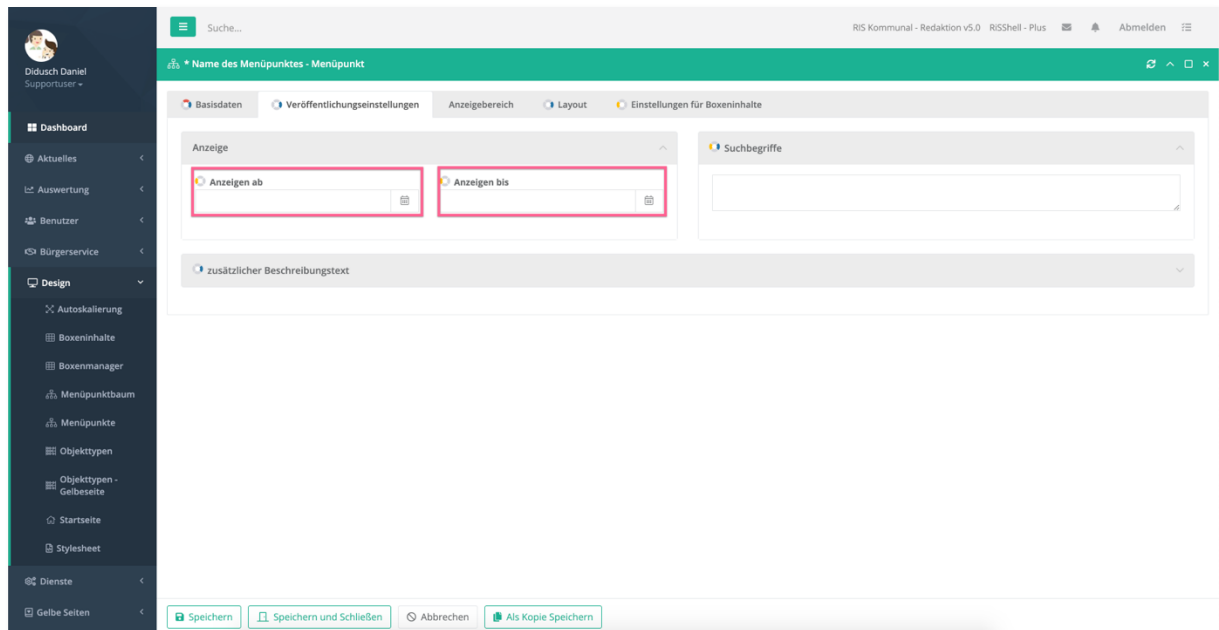 Suche...
RIS Kommunal - Redaktion v5.0 RiSShell - Plus Abmelden
Didusch Daniel
Supportuser
* Name des Menüpunktes - Menüpunkt
Basisdaten Veröffentlichungseinstellungen Anzeigebereich Layout Einstellungen für Boxeninhalte
Dashboard
Aktuelles
Auswertung
Benutzer
Bürgerservice
Design
Autoskalierung
Boxeninhalte
Boxenmanager
Menüpunktbaum
Menüpunkte
Objekttypen
Objekttypen -
Gelbeseite
Startseite
Stylesheet
Dienste
Gelbe Seiten
Anzeige
Suchbegriffe
Anzeigen ab
Anzeigen bis
zusätzlicher Beschreibungstext
Speichern Speichern und Schließen Abbrechen Als Kopie Speichern